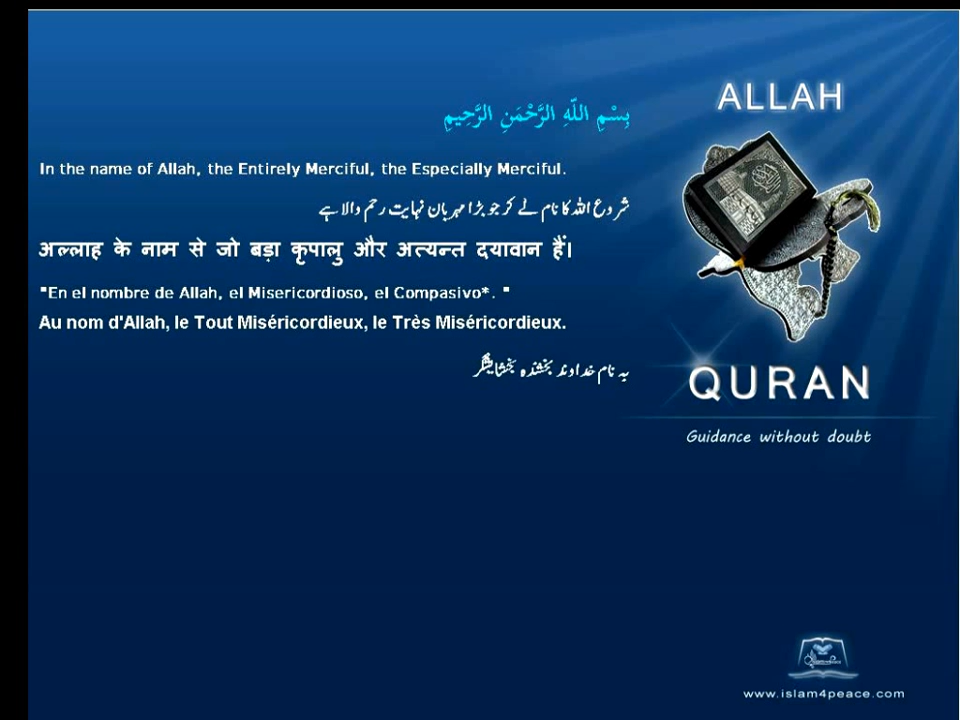 بِسْمِ اللَّهِ الرَّحْمَنِ الرَّحِيمِ
In the name of Allah, the Entirely Merciful, the Especially Merciful.
شروع الله کا نام لے کر جو بڑا مہربان نہایت رحم والا ہے
अल्लाह के नाम से जो बड़ा कृपालु और अत्यन्त दयावान हैं।
"En el nombre de Allah, el Misericordioso, el Compasivo*. "
Au nom d'Allah, le Tout Miséricordieux, le Très Miséricordieux.
به نام خداوند بخشنده بخشایشگر
ALLAH
QURAN
Guidance without doubt
www.islam4peace.com